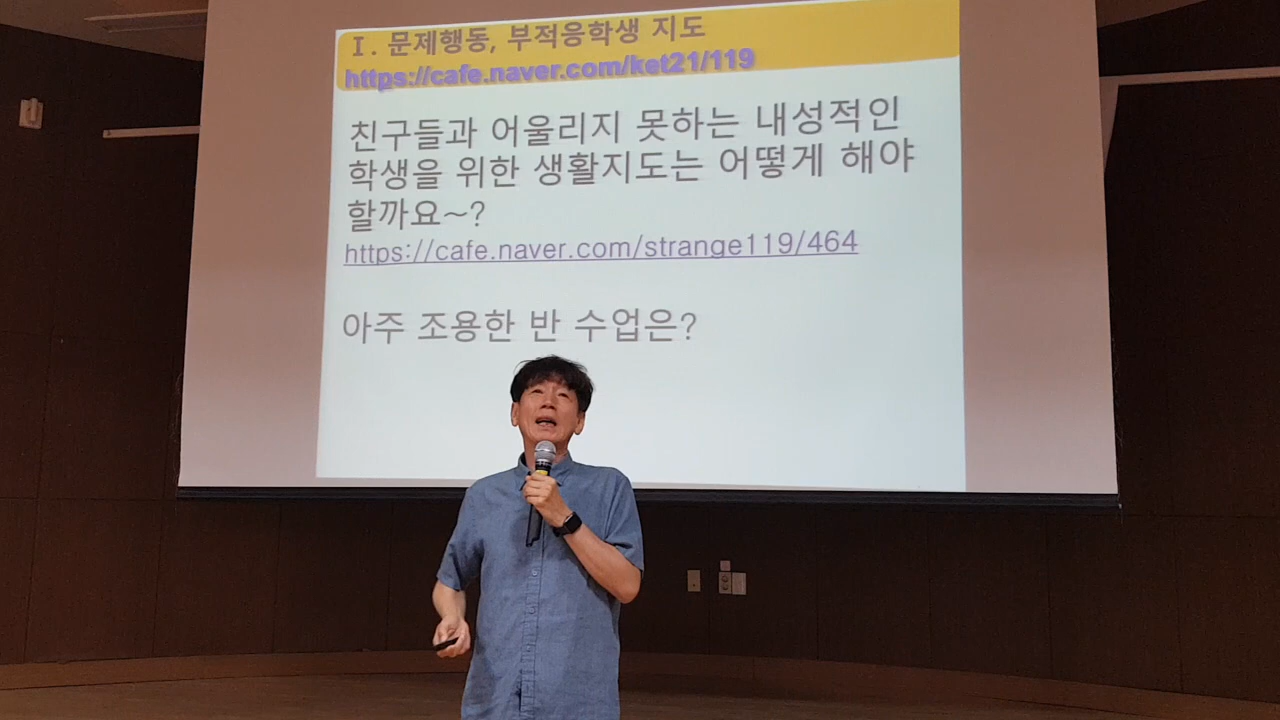 Ⅰ. 문제행동, 부적응학생 지도
https://cafe.naver.com/ket21/119
친구들과 어울리지 못하는 내성적인
학생을 위한 생활지도는 어떻게 해야
할까요~?
https://cafe.naver.com/strange119/464
아주 조용한 반 수업은?